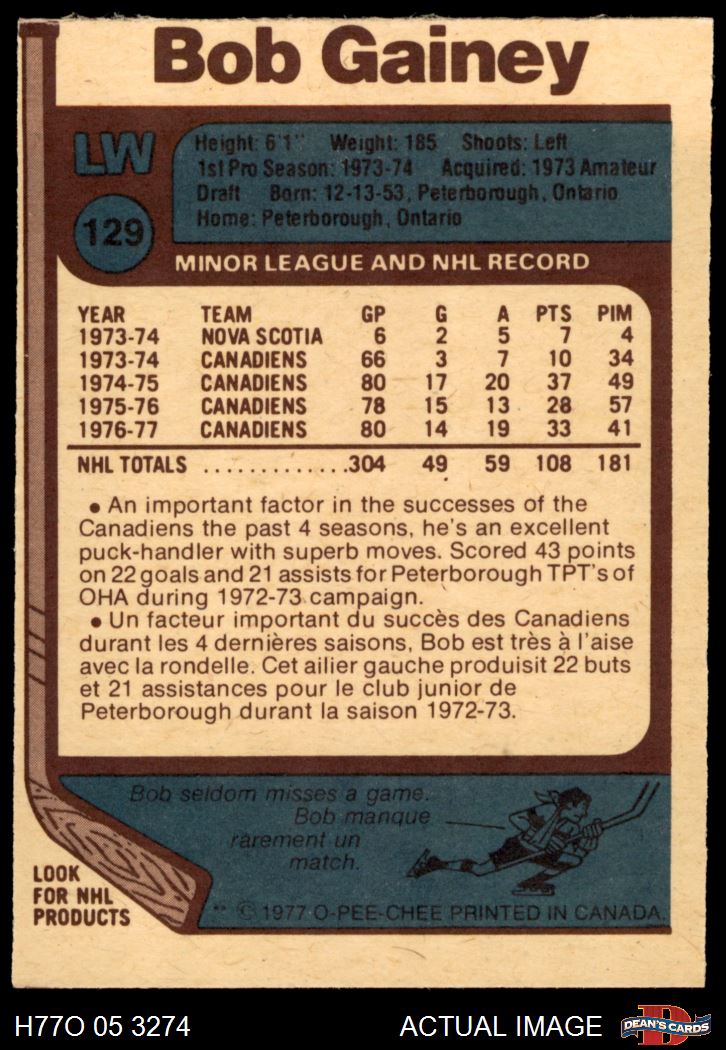 Bob Gainey
LW
129
Height: 6'1" Weight: 185 Shoots: Left
1st Pro Season: 1973-74 Acquired: 1973 Amateur
Draft Born: 12-13-53, Peterborough, Ontario
Home: Peterborough, Ontario
MINOR LEAGUE AND NHL RECORD
YEAR TEAM GP G A PTS PIM
1973-74 NOVA SCOTIA 6 2 5 7 4
1973-74 CANADIENS 66 3 7 10 34
1974-75 CANADIENS 80 17 20 37 49
1975-76 CANADIENS 78 15 13 28 57
1976-77 CANADIENS 80 14 19 33 41
NHL TOTALS .............304 49 59 108 181
• An important factor in the successes of the
Canadiens the past 4 seasons, he's an excellent
puck-handler with superb moves. Scored 43 points
on 22 goals and 21 assists for Peterborough TPT's of
OHA during 1972-73 campaign.
• Un facteur important du succès des Canadiens
durant les 4 dernières saisons, Bob est très à l'aise
avec la rondelle. Cet ailier gauche produisit 22 buts
et 21 assistances pour le club junior de
Peterborough durant la saison 1972-73.
Bob seldom misses a game.
Bob manque
rarement un
match.
LOOK
FOR NHL
PRODUCTS
** © 1977 O-PEE-CHEE PRINTED IN CANADA.
H77O 05 3274
ACTUAL IMAGE
D
DEAN'S CARDS